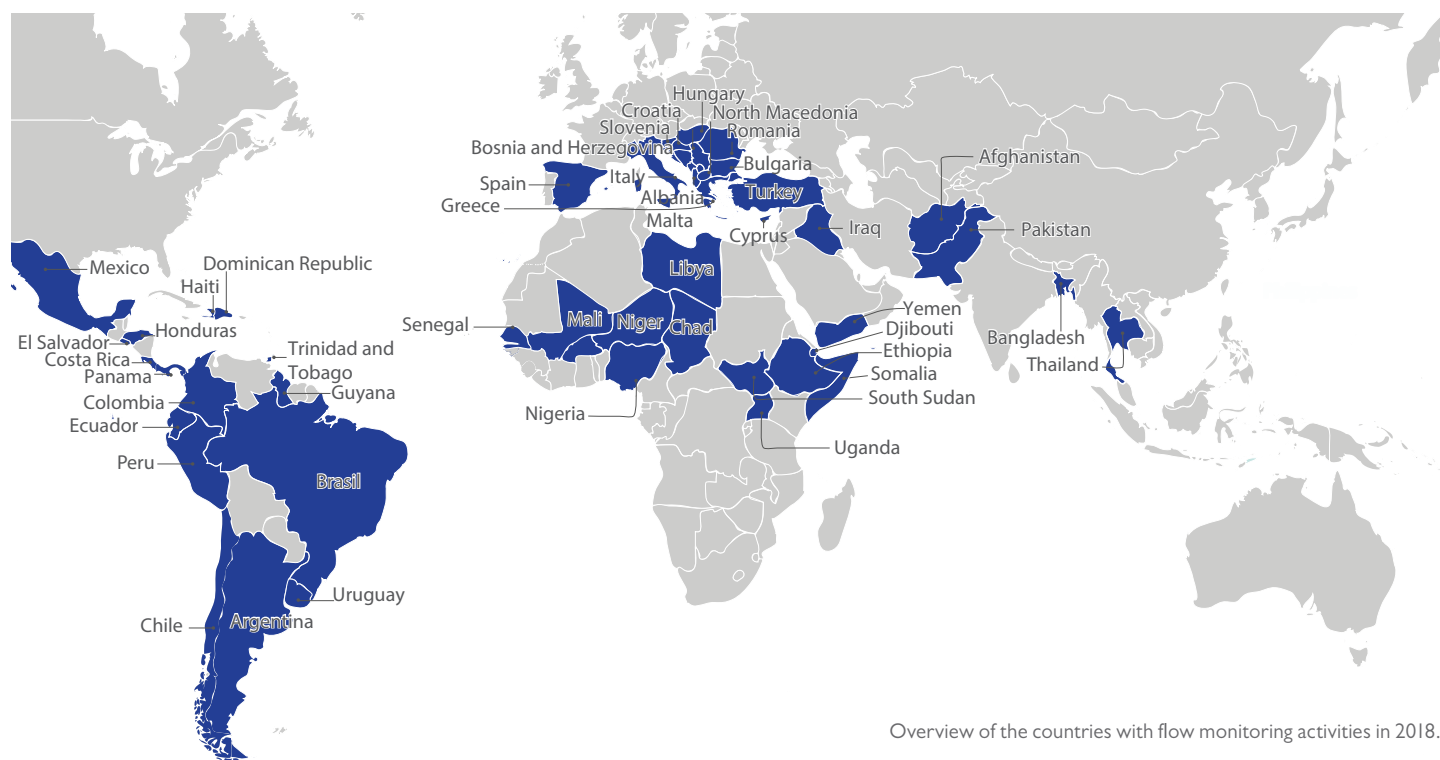 Hungary
Croatia
North Macedonia
Slovenia
Romania
Bosnia and Herzegovina
Bulgaria
Afghanistan
Italy
Spain
Turkey
Albania
Greece
Malta
Cyprus
Iraq
Pakistan
Mexico
Dominican Republic
Haiti
Libya
Yemen
Senegal
Mali
Niger
Chad
Djibouti
Honduras
El Salvador
Bangladesh
Trinidad and
Tobago
Ethiopia
Costa Rica
Panama
Thailand
Somalia
Guyana
South Sudan
Colombia
Nigeria
Ecuador
Uganda
Peru
Brasil
Uruguay
Chile
Argentina
Overview of the countries with flow monitoring activities in 2018.